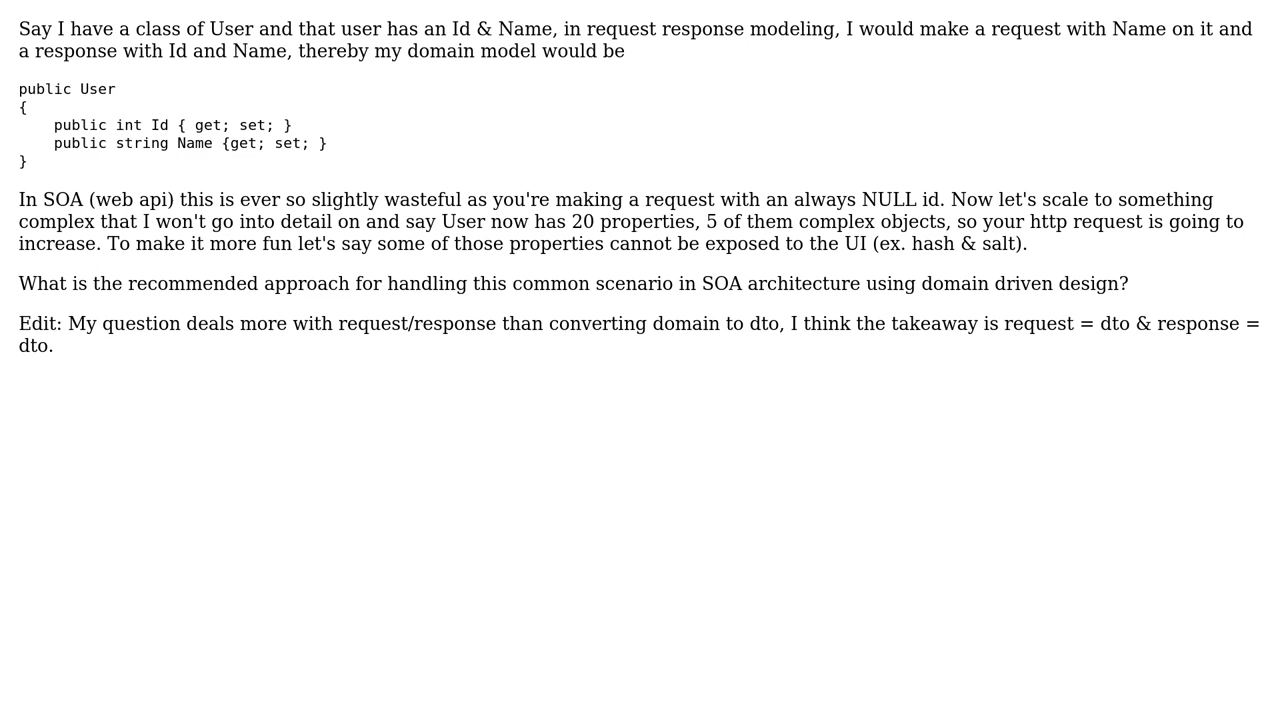 Say I have a class of User and that user has an Id & Name, in request response modeling, I would make a request with Name on it and
a response with Id and Name, thereby my domain model would be
public User
{
    public int Id { get; set; }
    public string Name {get; set; }
}
In SOA (web api) this is ever so slightly wasteful as you're making a request with an always NULL id. Now let's scale to something
complex that I won't go into detail on and say User now has 20 properties, 5 of them complex objects, so your http request is going to
increase. To make it more fun let's say some of those properties cannot be exposed to the UI (ex. hash & salt).
What is the recommended approach for handling this common scenario in SOA architecture using domain driven design?
Edit: My question deals more with request/response than converting domain to dto, I think the takeaway is request = dto & response =
dto.